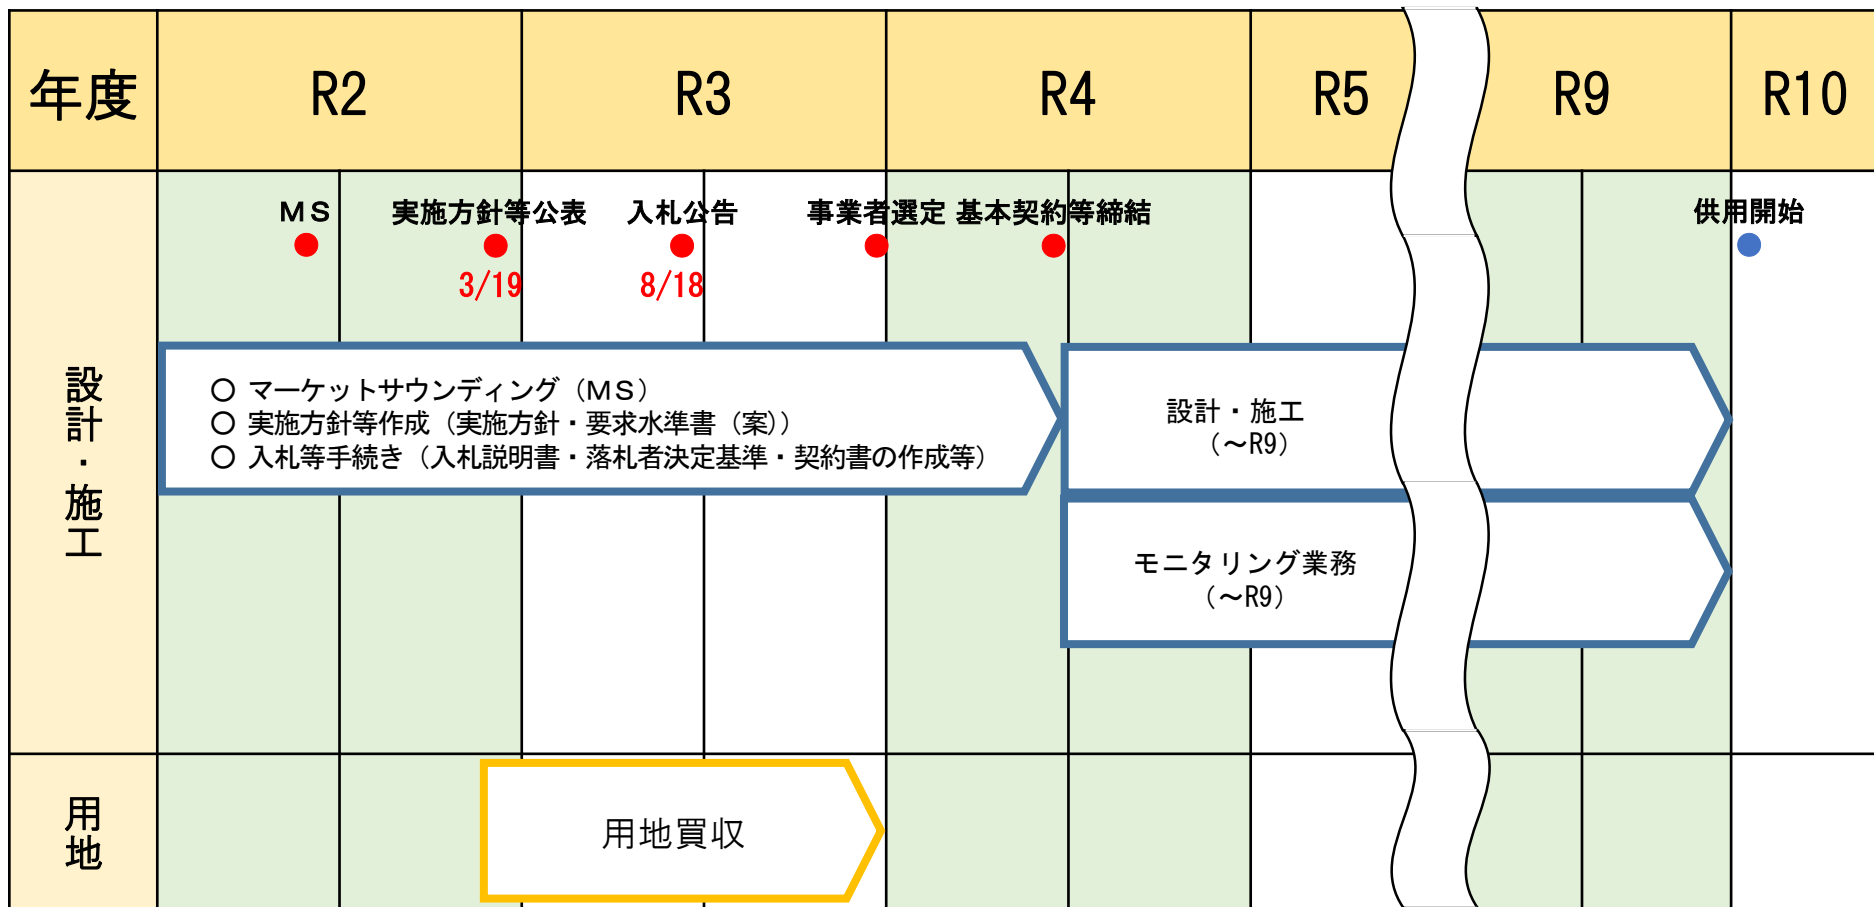 年度 R2 R3 R4 R5 R9 R10
MS 実施方針等公表 入札公告 事業者選定 基本契約等締結 供用開始
3/19 8/18
設計・施工
○ マーケットサウンディング（MS）
○ 実施方針等作成（実施方針・要求水準書（案））
○ 入札等手続き（入札説明書・落札者決定基準・契約書の作成等）
設計・施工
（～R9）
モニタリング業務
（～R9）
用地
用地買収